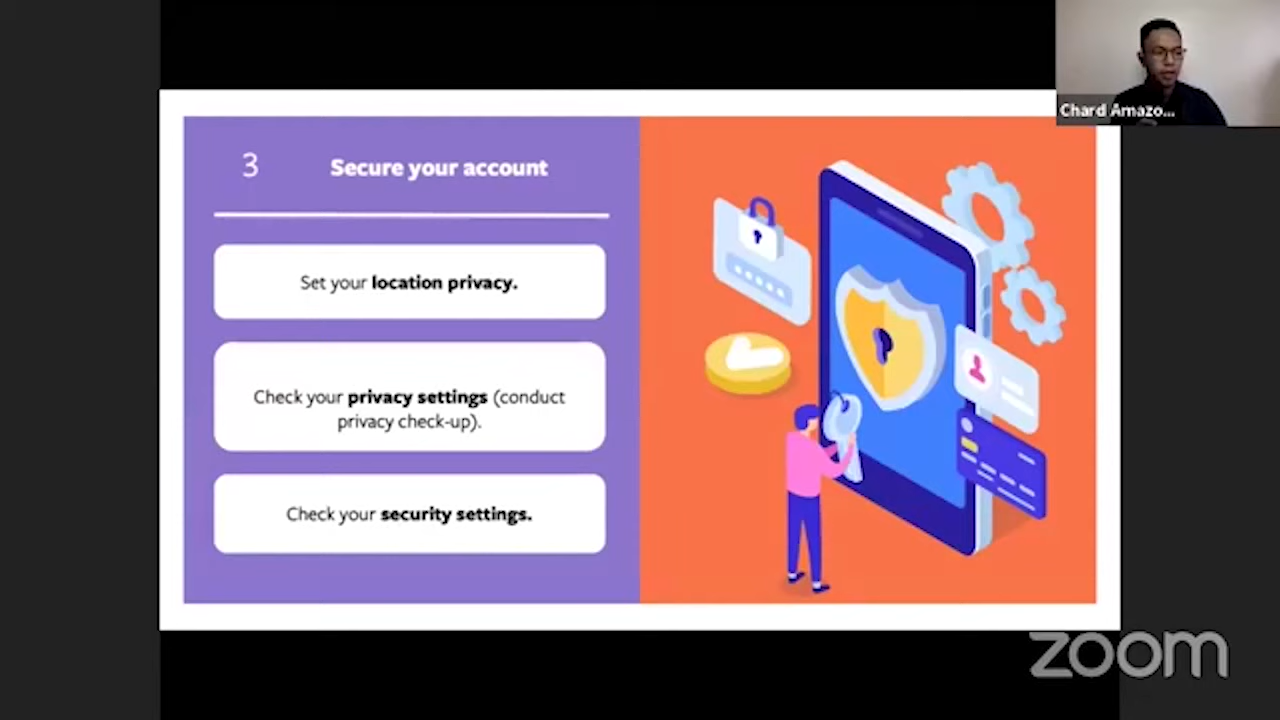 Chard Amazo...
3 Secure your account
Set your location privacy.
Check your privacy settings (conduct
privacy check-up).
Check your security settings.
zoom